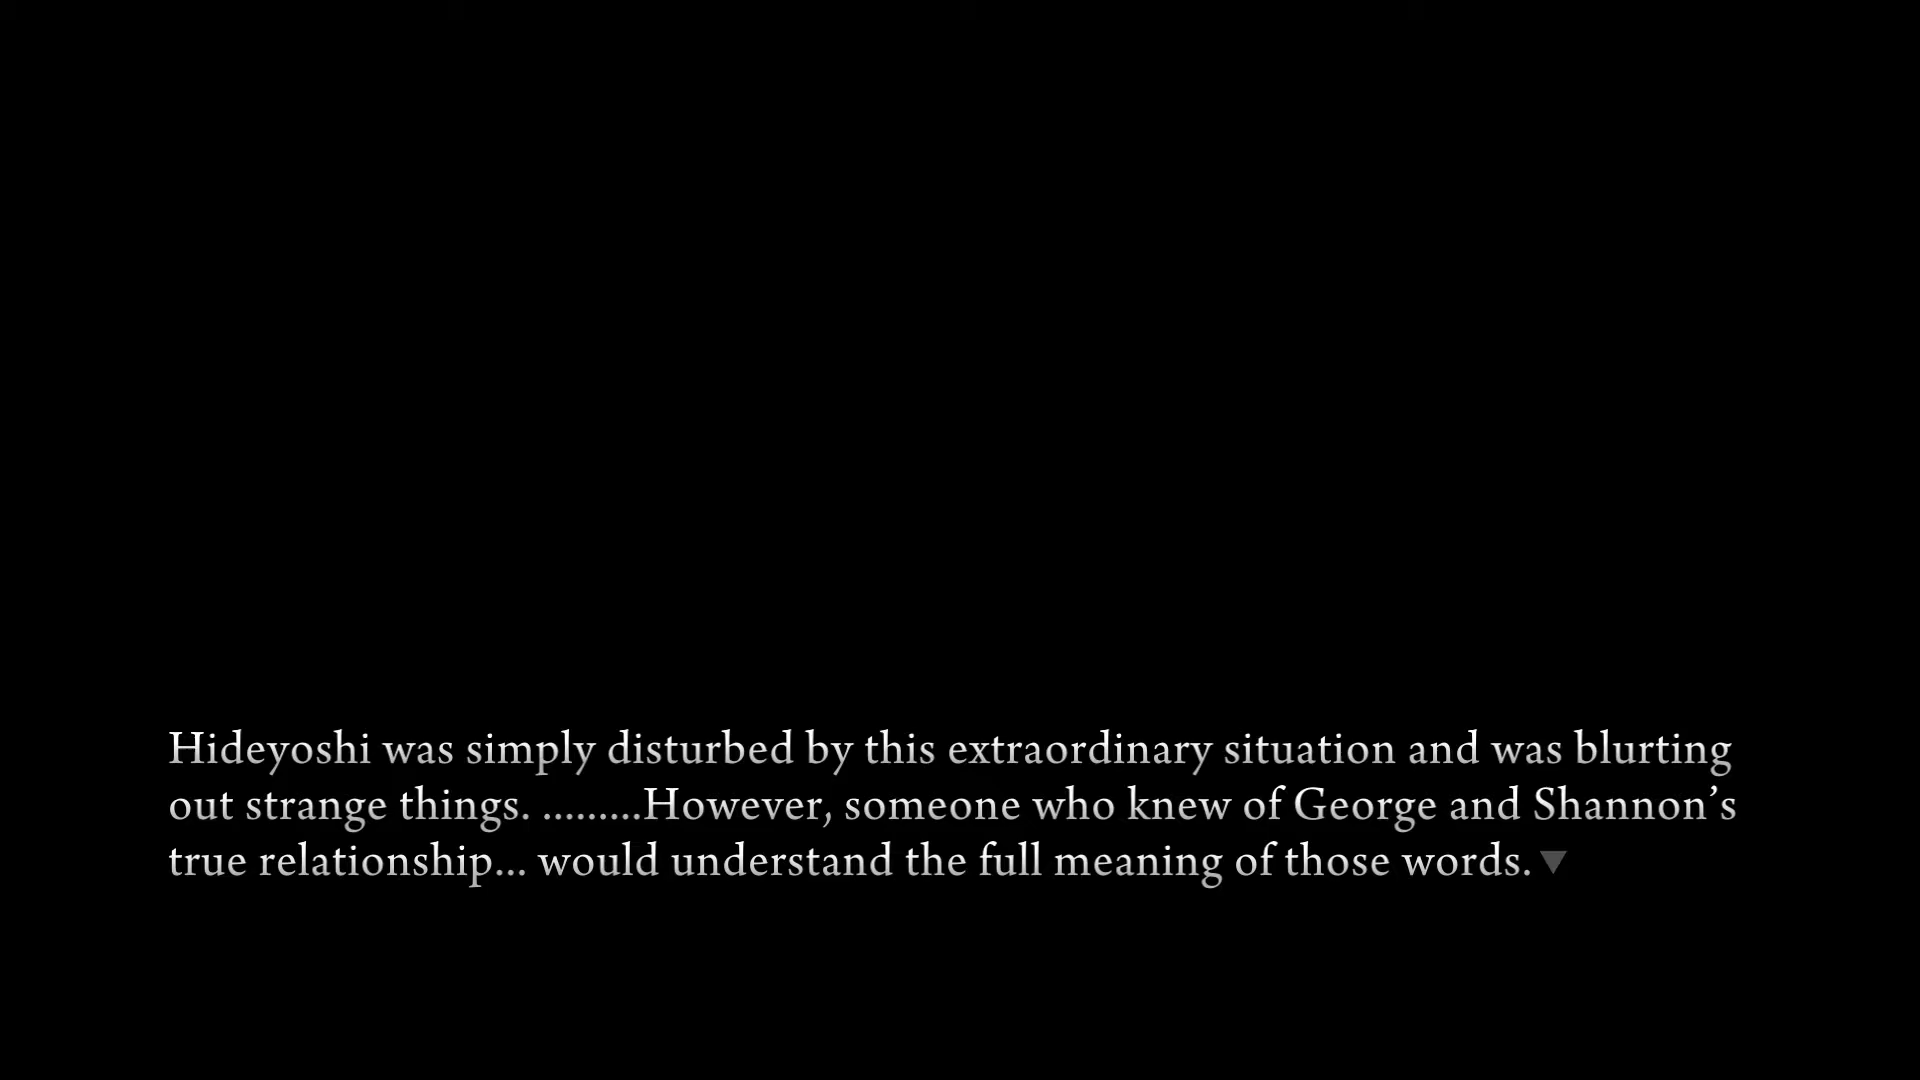 Hideyoshi was simply disturbed by this extraordinary situation and was blurting
out strange things. .........However, someone who knew of George and Shannon’s
true relationship... would understand the full meaning of those words.